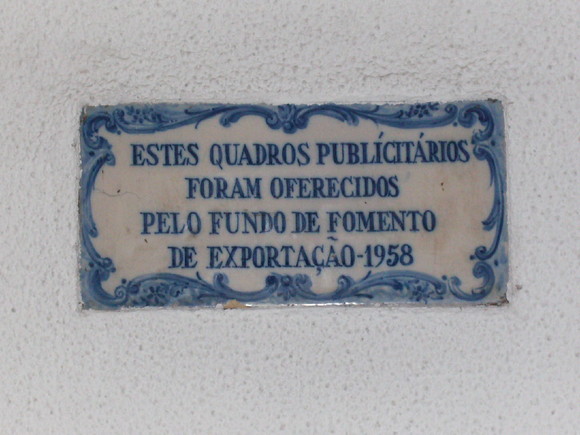 ESTES QUADROS PUBLÍCITÁRIOS
FORAM OFERECIDOS
PELO FUNDO DE FOMENTO
DE EXPORTAÇÃO-1958